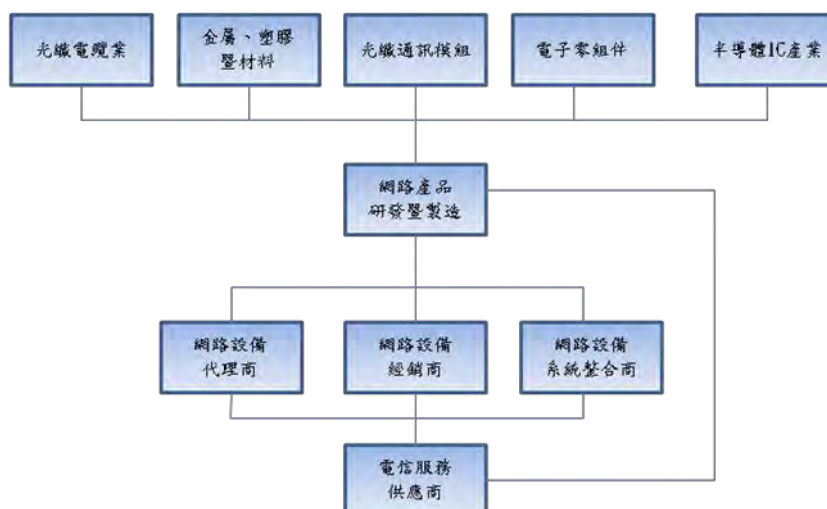 光纖電纜業
金屬、塑膠
暨材料
光纖通訊模組
電子零組件
半導體IC產業
網路產品
研發暨製造
網路設備
代理商
網路設備
經銷商
網路設備
系統整合商
電信服務
供應商